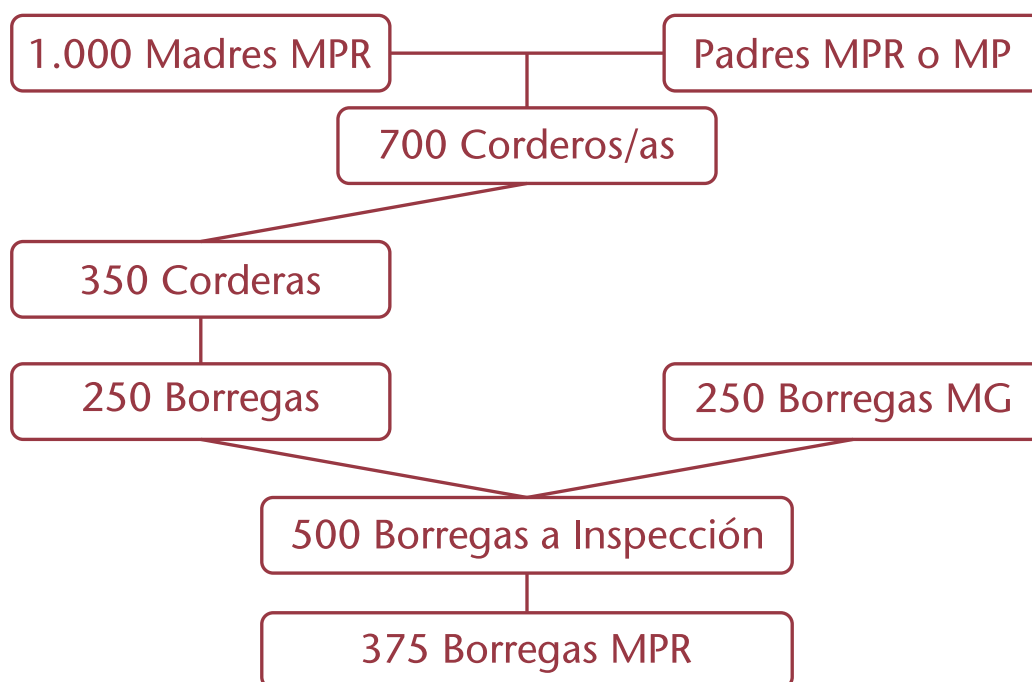 1.000 Madres MPR
Padres MPR o MP
700 Corderos/as
350 Corderas
250 Borregas
250 Borregas MG
500 Borregas a Inspección
375 Borregas MPR